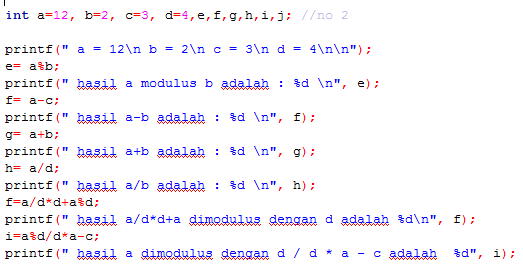 int a=12, b=2, c=3, d=4,e,f,g,h,i,j; //no 2
printf(" a = 12\n b = 2\n c = 3\n d = 4\n\n");
e= a%b;
printf(" hasil a modulus b adalah : %d \n", e);
f= a-c;
printf(" hasil a-b adalah : %d \n", f);
g= a+b;
printf(" hasil a+b adalah : %d \n", g);
h= a/d;
printf(" hasil a/b adalah : %d \n", h);
f=a/d*d+a%d;
printf(" hasil a/d*d+a dimodulus dengan d adalah %d\n", f);
i=a%d/d*a-c;
printf(" hasil a dimodulus dengan d / d * a - c adalah  %d", i);